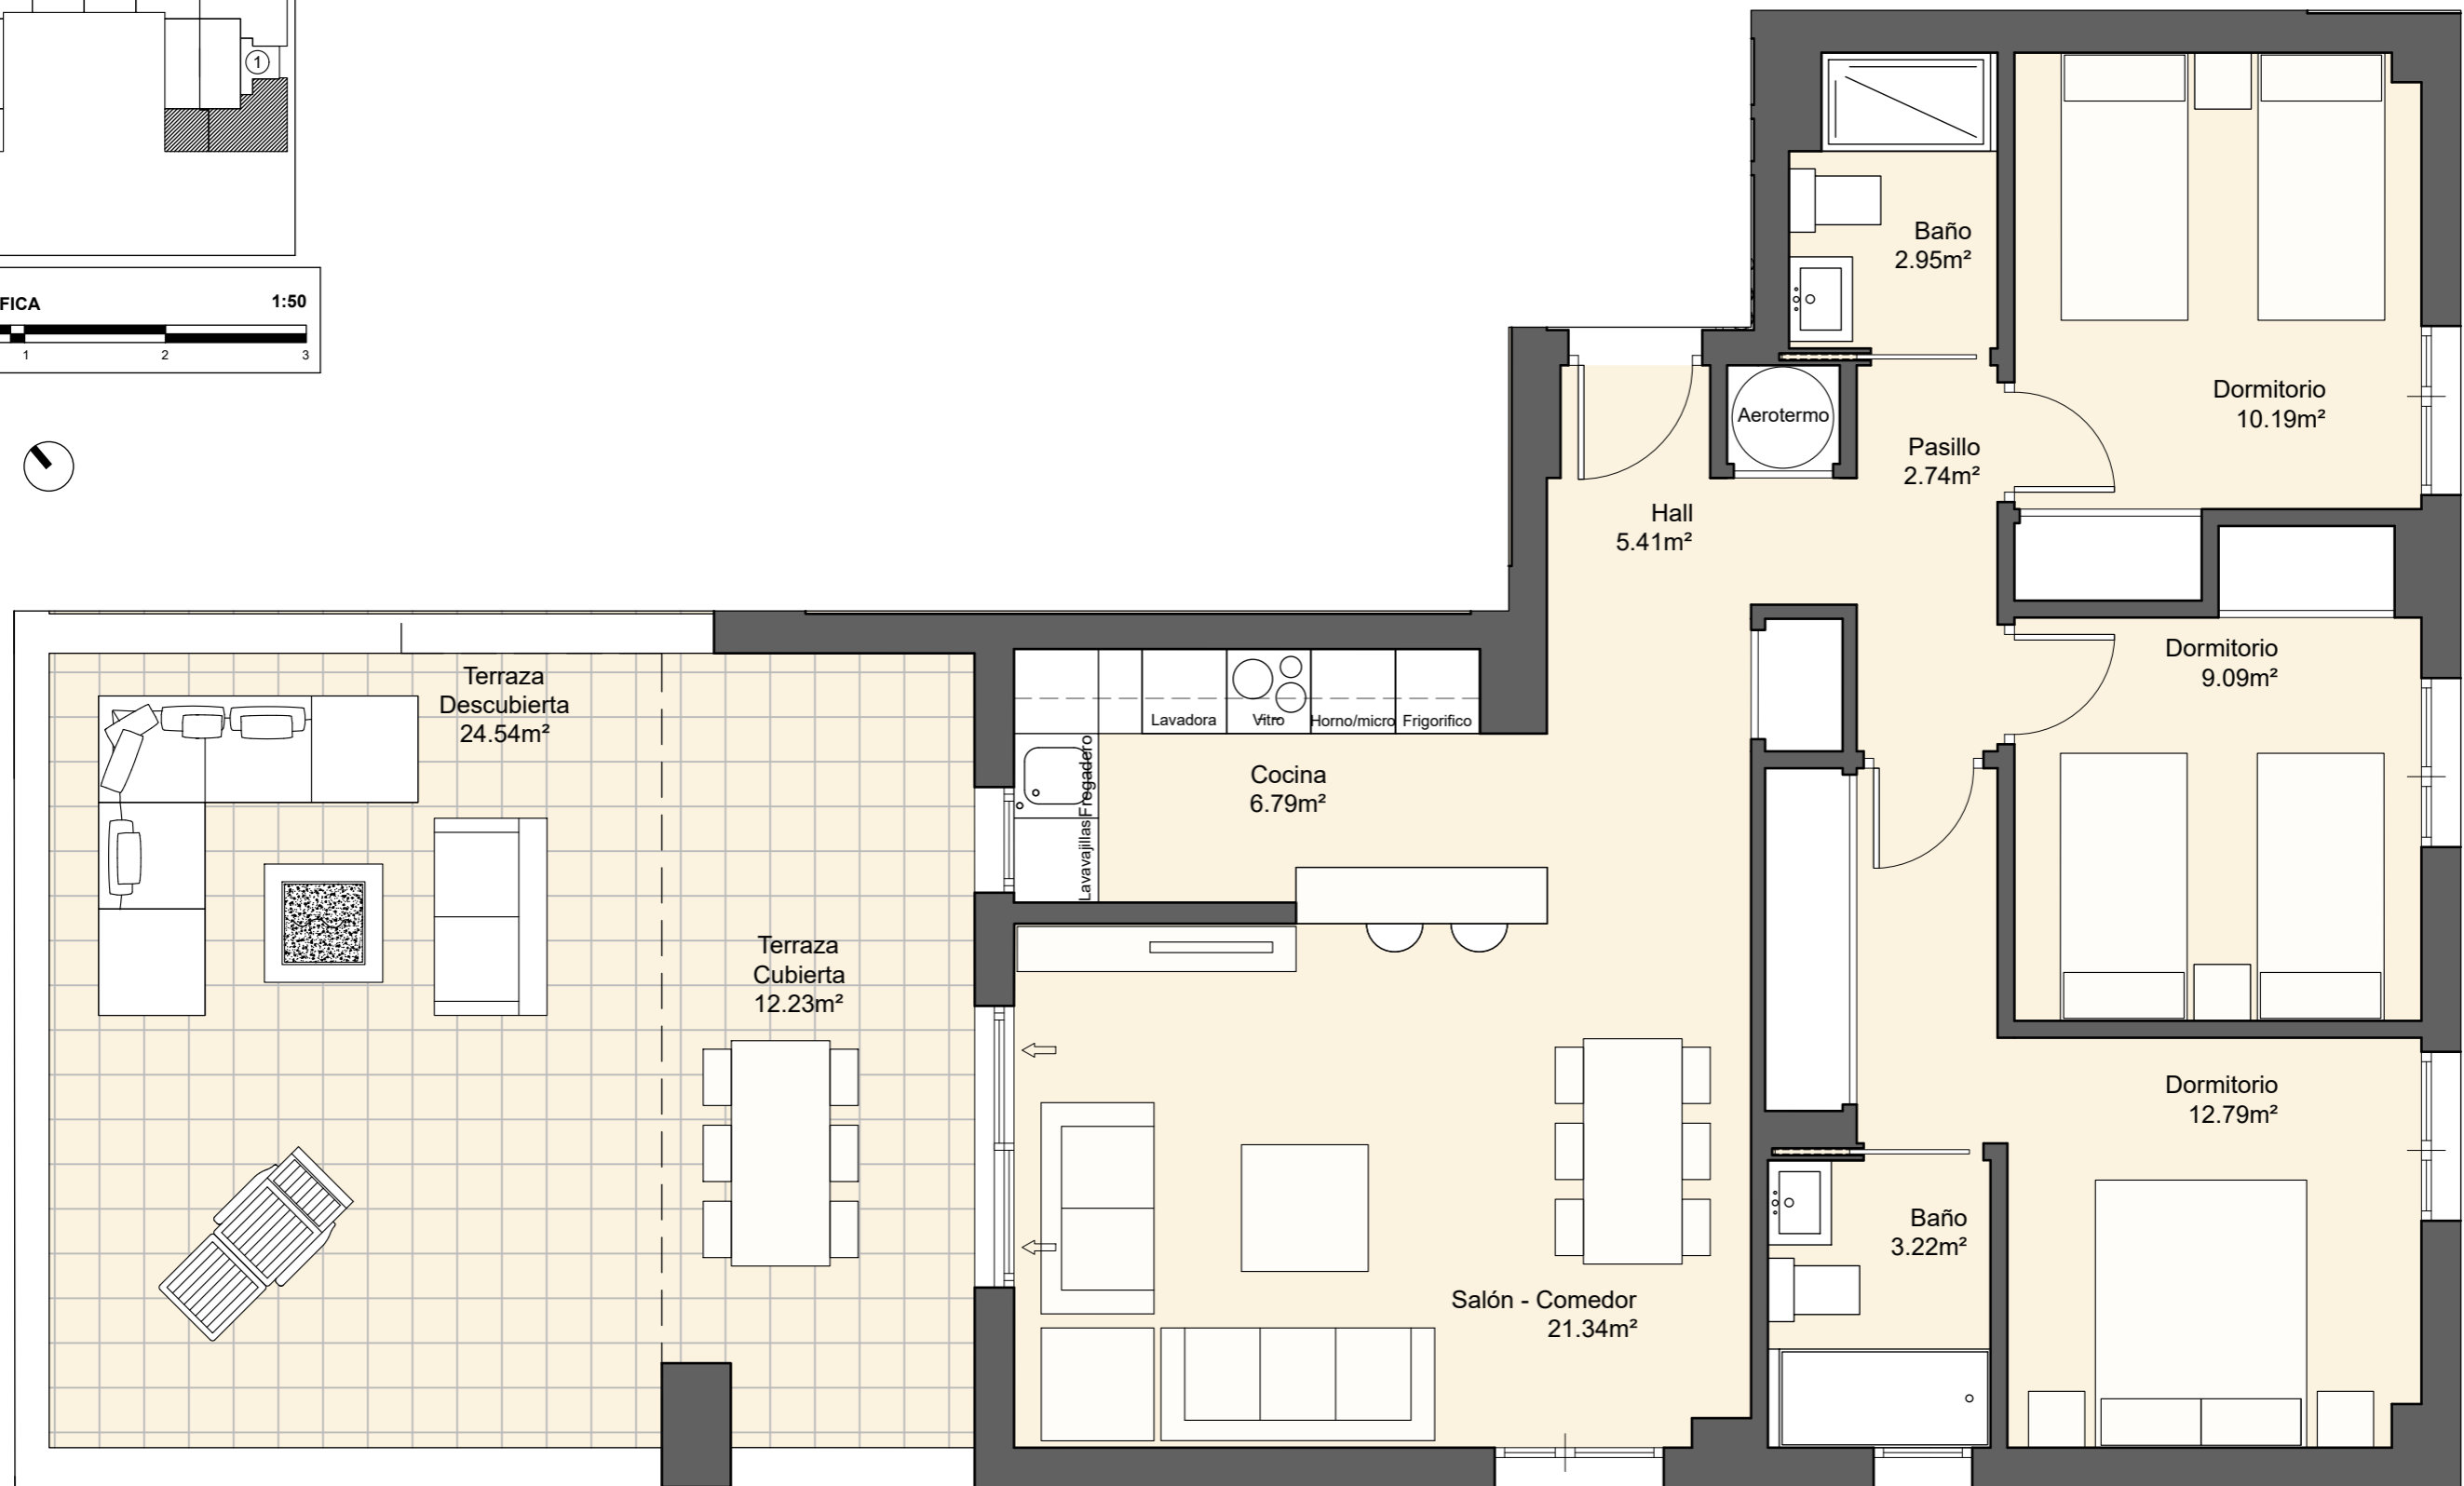 1
FICA
1:50
1
2
3
Baño
2.95m²
Dormitorio
10.19m²
Aerotermo
Pasillo
2.74m²
Hall
5.41m²
Dormitorio
9.09m²
Terraza
Descubierta
24.54m²
Lavadora
Vitro
Horno/micro
Frigorifico
Fregadero
Lavavajillas
Cocina
6.79m²
Terraza
Cubierta
12.23m²
Dormitorio
12.79m²
Baño
3.22m²
Salón - Comedor
21.34m²